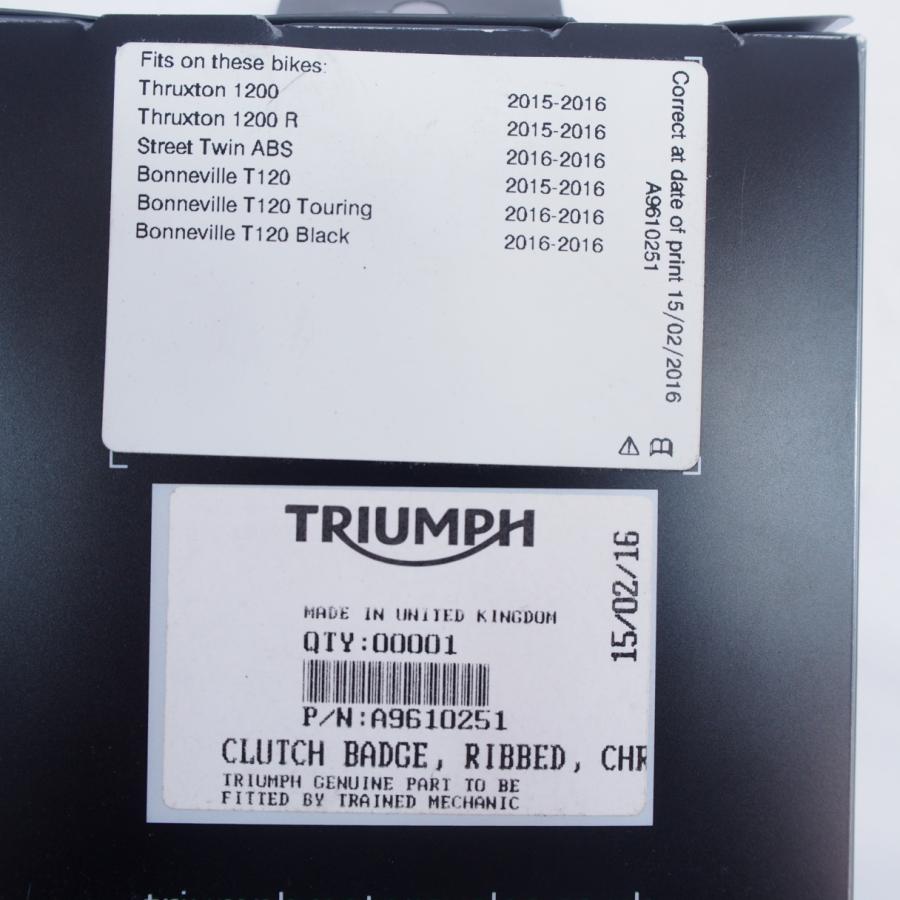 Fits on these bikes:
Thruxton 1200 2015-2016
Thruxton 1200 R 2015-2016
Street Twin ABS 2016-2016
Bonneville T120 2015-2016
Bonneville T120 Touring 2016-2016
Bonneville T120 Black 2016-2016
Correct at date of print 15/02/2016
A9610251
TRIUMPH
15/02/16
MADE IN UNITED KINGDOM
QTY:00001
P/N:A9610251
CLUTCH BADGE, RIBBED, CHR
TRIUMPH GENUINE PART TO BE
FITTED BY TRAINED MECHANIC